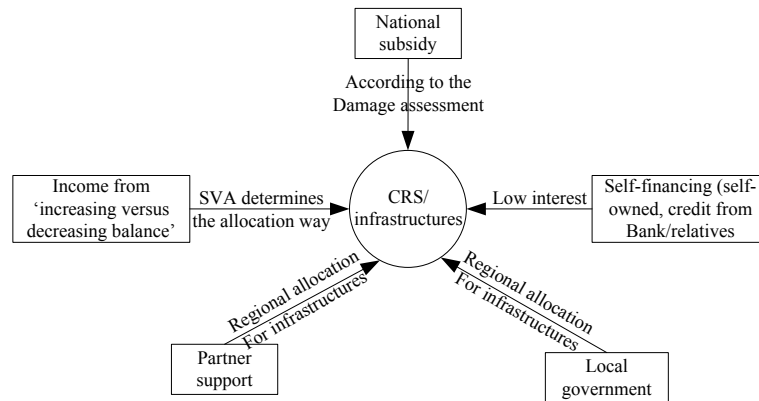 National
subsidy
According to the
Damage assessment
Income from
‘increasing versus
decreasing balance’
SVA determines
the allocation way
CRS/
infrastructures
Low interest
Self-financing (self-
owned, credit from
Bank/relatives
Regional allocation
For infrastructures
Regional allocation
For infrastructures
Partner
support
Local
government